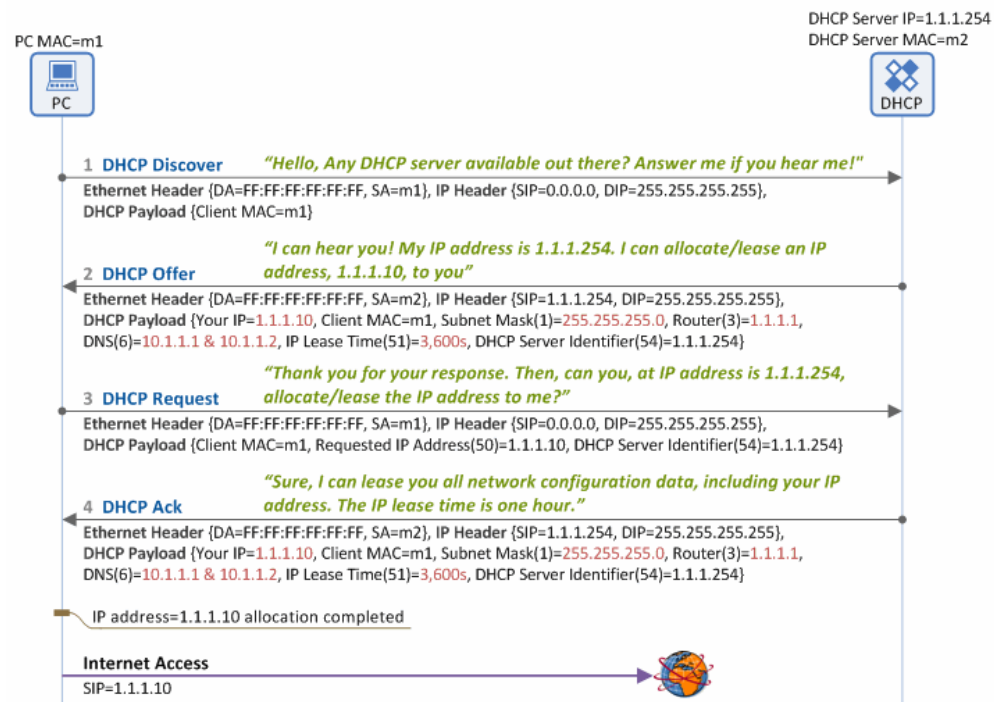 DHCP Server IP=1.1.1.254
PC MAC=m1
DHCP Server MAC=m2
PC
DHCP
1 DHCP Discover "Hello, Any DHCP server available out there? Answer me if you hear me!"
Ethernet Header {DA=FF:FF:FF:FF:FF:FF, SA=m1}, IP Header {SIP=0.0.0.0, DIP=255.255.255.255},
DHCP Payload {Client MAC=m1}
"I can hear you! My IP address is 1.1.1.254. I can allocate/lease an IP
2 DHCP Offer address, 1.1.1.10, to you"
Ethernet Header {DA=FF:FF:FF:FF:FF:FF, SA=m2}, IP Header {SIP=1.1.1.254, DIP=255.255.255.255},
DHCP Payload {Your IP=1.1.1.10, Client MAC=m1, Subnet Mask(1)=255.255.255.0, Router(3)=1.1.1.1,
DNS(6)=10.1.1.1 & 10.1.1.2, IP Lease Time(51)=3,600s, DHCP Server Identifier(54)=1.1.1.254}
"Thank you for your response. Then, can you, at IP address is 1.1.1.254,
3 DHCP Request allocate/lease the IP address to me?"
Ethernet Header {DA=FF:FF:FF:FF:FF:FF, SA=m1}, IP Header {SIP=0.0.0.0, DIP=255.255.255.255},
DHCP Payload {Client MAC=m1, Requested IP Address(50)=1.1.1.10, DHCP Server Identifier(54)=1.1.1.254}
"Sure, I can lease you all network configuration data, including your IP
4 DHCP Ack address. The IP lease time is one hour."
Ethernet Header {DA=FF:FF:FF:FF:FF:FF, SA=m2}, IP Header {SIP=1.1.1.254, DIP=255.255.255.255},
DHCP Payload {Your IP=1.1.1.10, Client MAC=m1, Subnet Mask(1)=255.255.255.0, Router(3)=1.1.1.1,
DNS(6)=10.1.1.1 & 10.1.1.2, IP Lease Time(51)=3,600s, DHCP Server Identifier(54)=1.1.1.254}
IP address=1.1.1.10 allocation completed
Internet Access
SIP=1.1.1.10